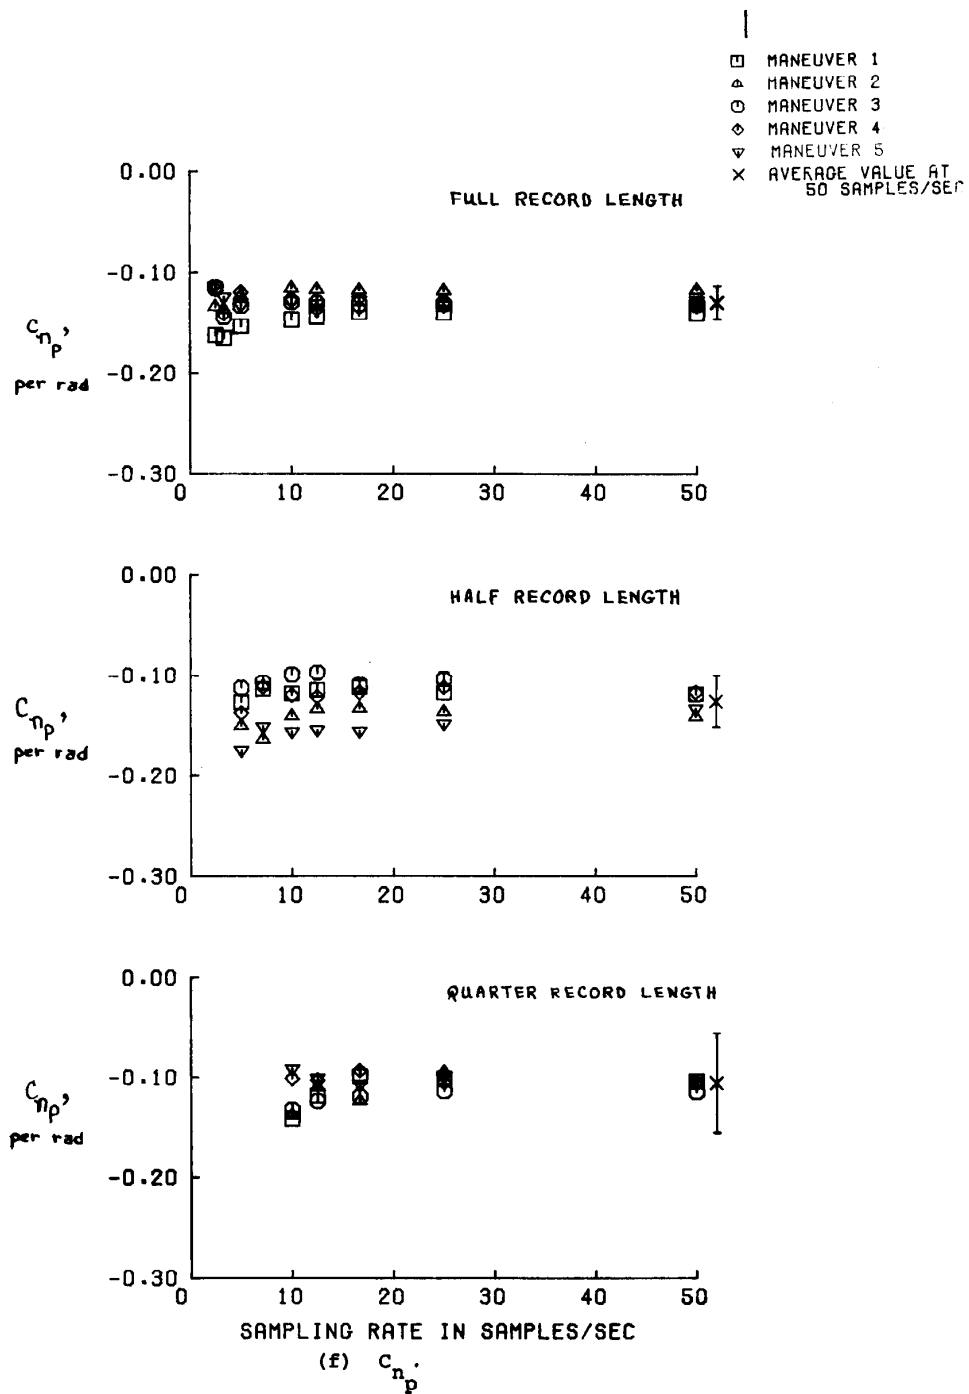 MANEUVER 1
MANEUVER 2
MANEUVER 3
MANEUVER 4
MANEUVER 5
AVERAGE VALUE AT
50 SAMPLES/SEC
0.00
FULL RECORD LENGTH
-0.10
Cnp,
per rad
-0.20
-0.30
0 10 20 30 40 50
0.00
HALF RECORD LENGTH
-0.10
Cnp,
per rad
-0.20
-0.30
0 10 20 30 40 50
0.00
QUARTER RECORD LENGTH
-0.10
Cnp,
per rad
-0.20
-0.30
0 10 20 30 40 50
SAMPLING RATE IN SAMPLES/SEC
(f) Cnp.